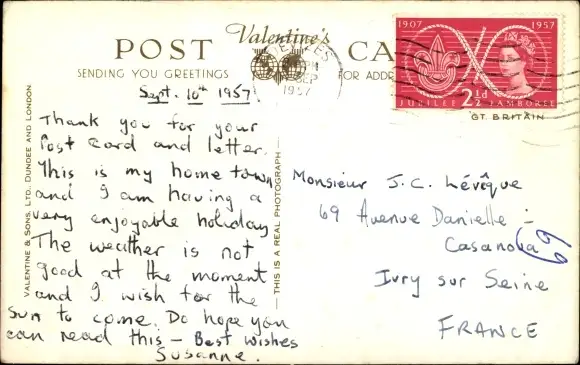 Valentine's
POST CARD
SENDING YOU GREETINGS
FOR ADDR
1907 1957
JUBILEE 2½d JAMBOREE
GT. BRITAIN
PM
SEP
1957
VALENTINE & SONS, LTD. DUNDEE AND LONDON
THIS IS A REAL PHOTOGRAPH
Sept. 10th 1957
Thank you for your
Post Card and letter.
This is my home town
and I am having a
very enjoyable holiday
The weather is not
good at the moment
and I wish for the
sun to come. Do hope you
can read this - Best wishes
Susanne.
Monsieur J.C. Lévêque
69 Avenue Danielle -
Casanova
69
Ivry sur Seine
FRANCE